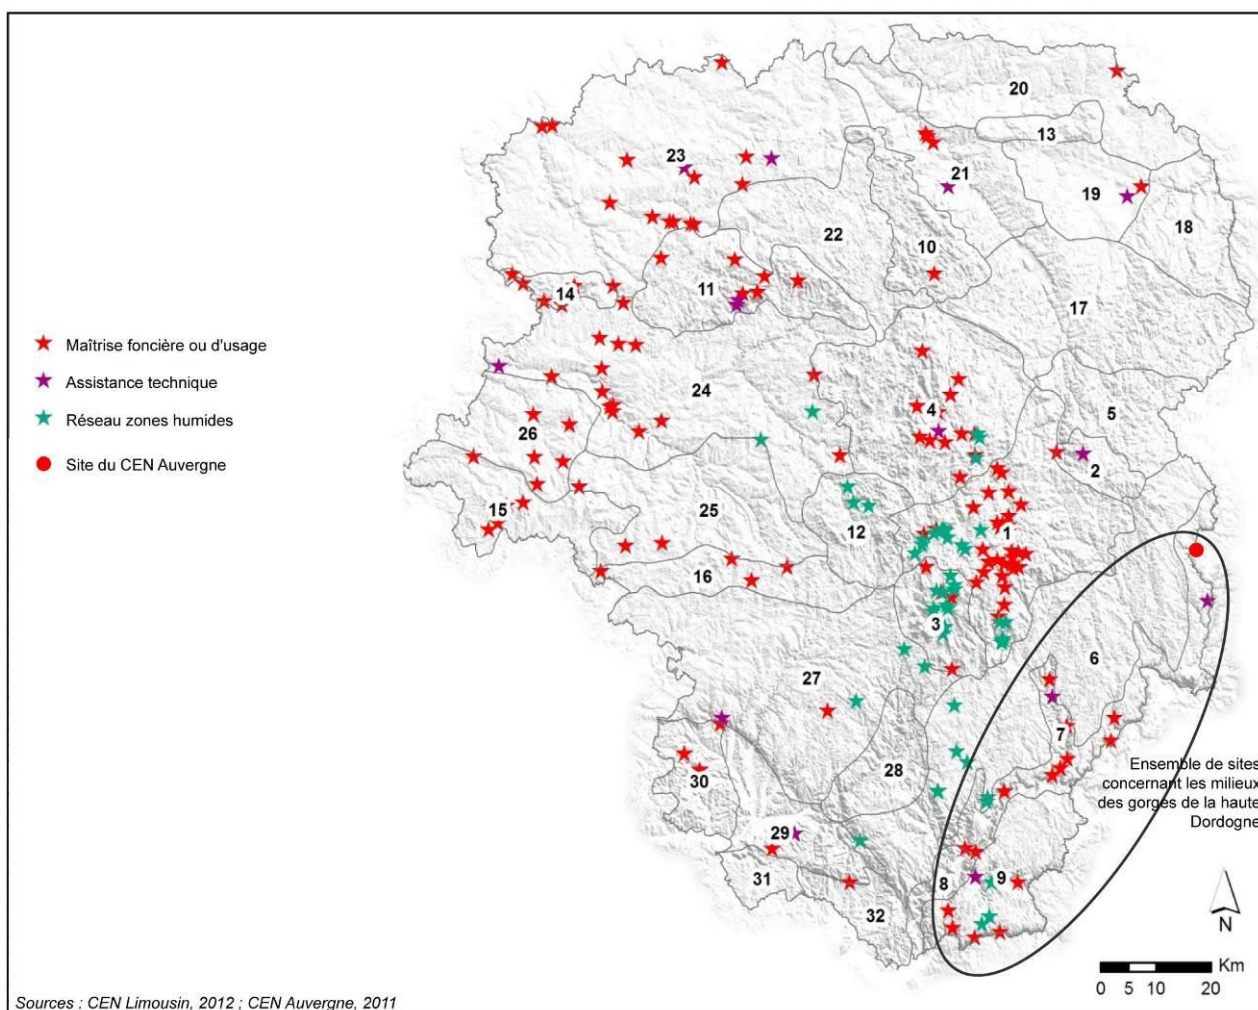 20
13
23
21
19
18
22
10
14
11
17
Maîtrise foncière ou d'usage
Assistance technique
Réseau zones humides
Site du CEN Auvergne
24
4
5
26
2
15
25
12
1
16
3
6
27
7
28
30
Ensemble de sites
concernant les milieux
des gorges de la haute
Dordogne
29
31
8
9
32
N
Km
0 5 10 20
Sources : CEN Limousin, 2012 ; CEN Auvergne, 2011